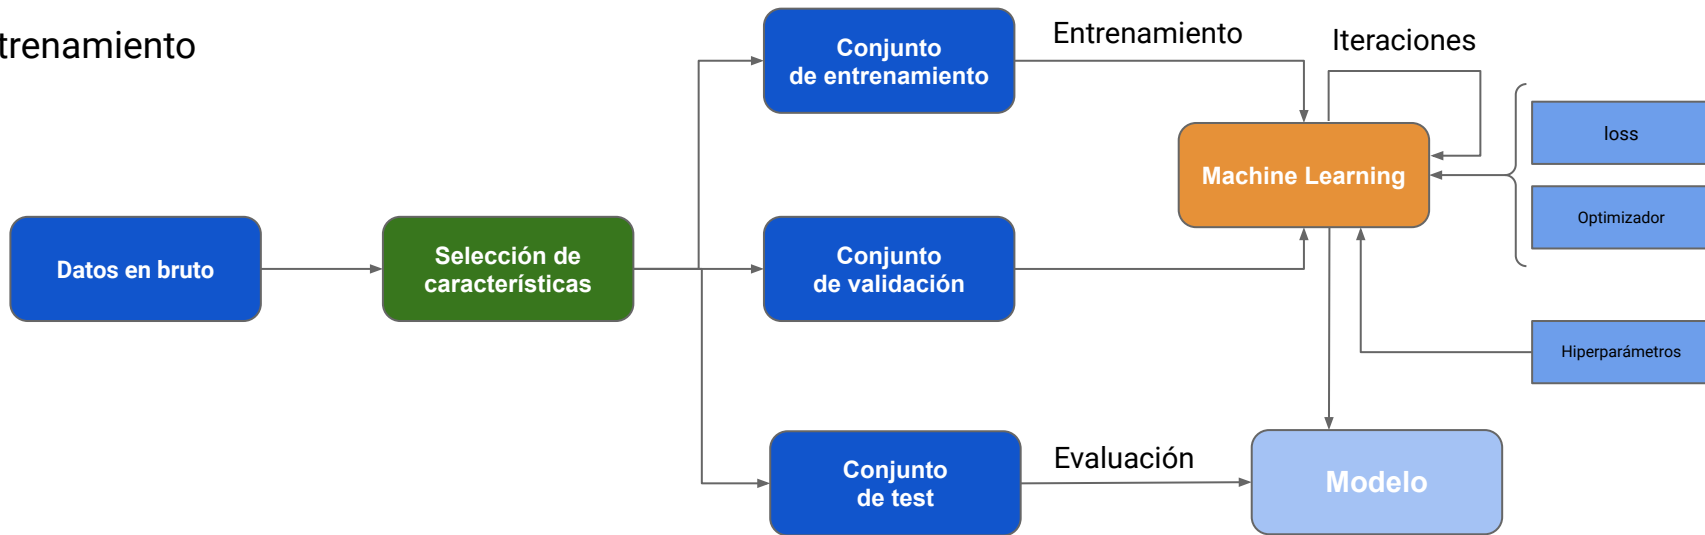 trenamiento
Conjunto
de entrenamiento
Entrenamiento
Iteraciones
loss
Machine Learning
Optimizador
Datos en bruto
Selección de
características
Conjunto
de validación
Hiperparámetros
Conjunto
de test
Evaluación
Modelo